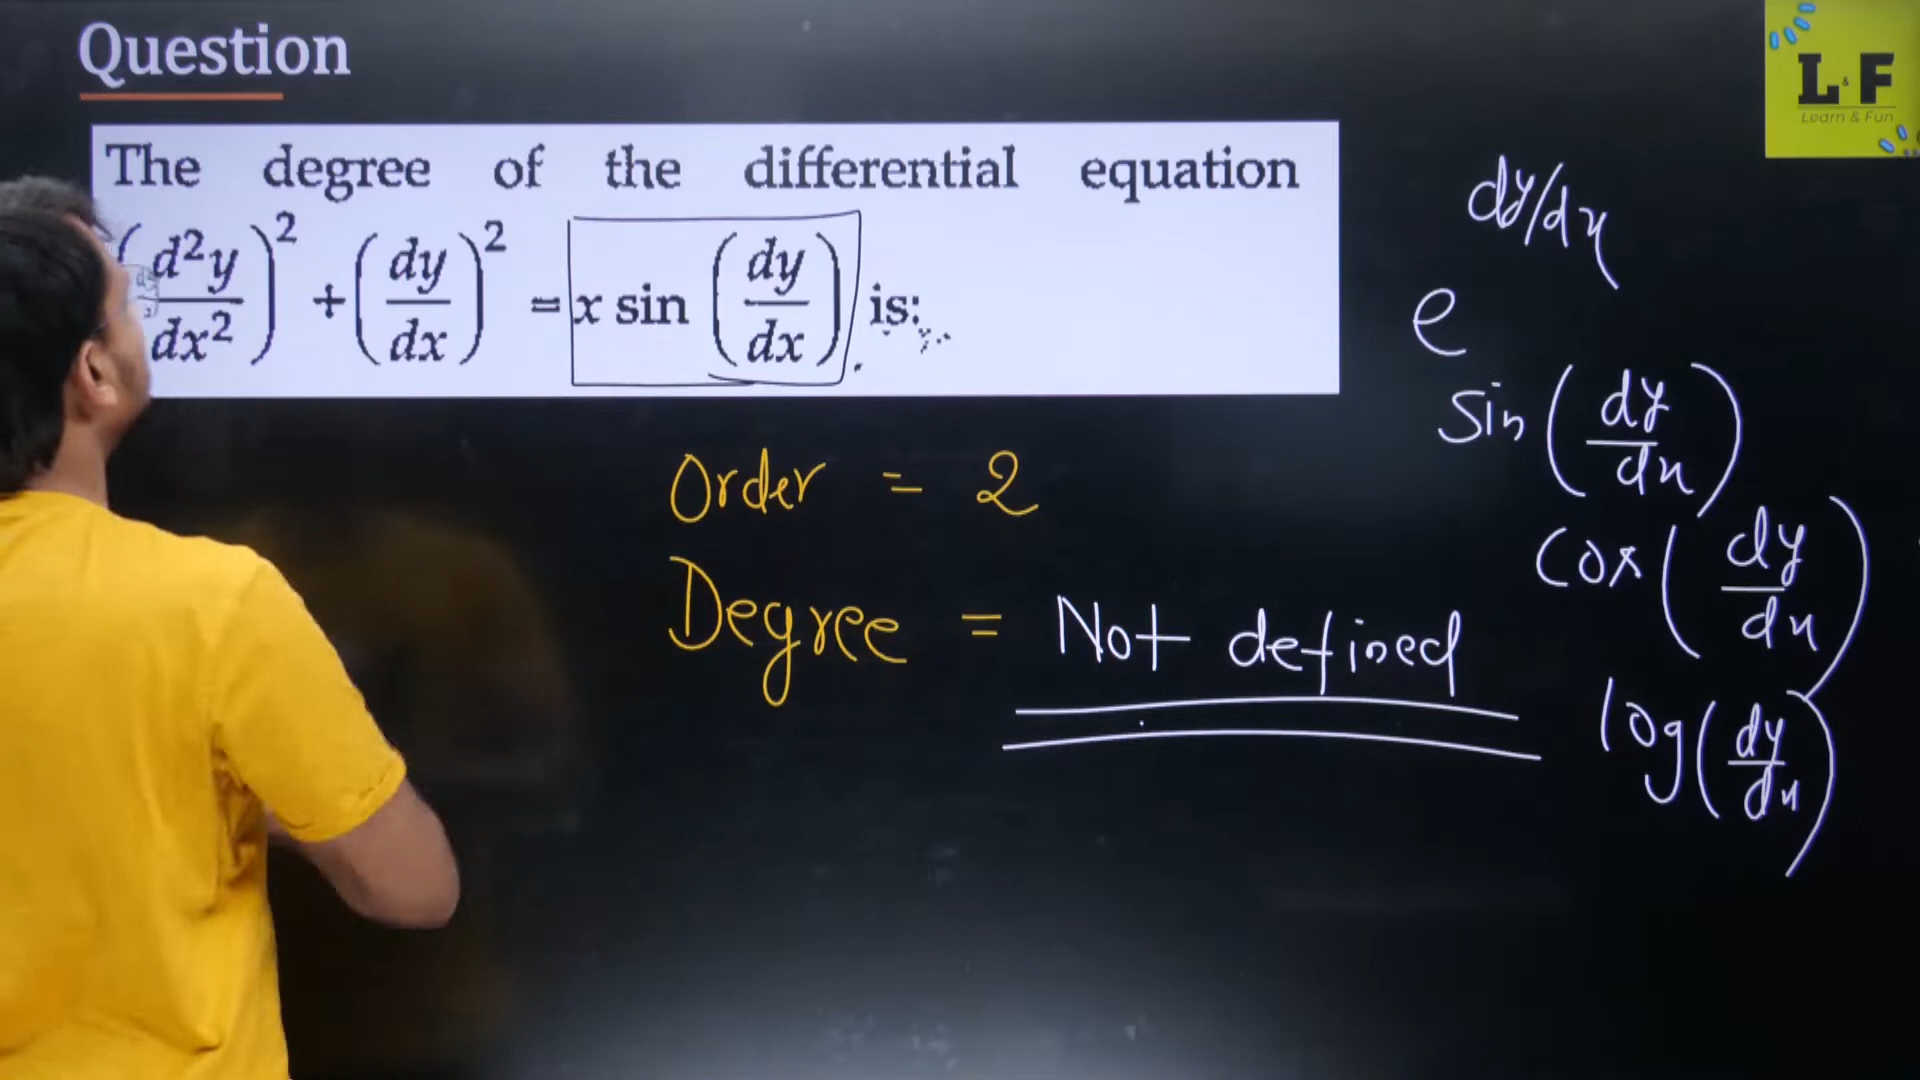 Question
L&F
Learn & Fun
The degree of the differential equation
(d²y/dx²)² + (dy/dx)² = x sin (dy/dx) is:
e^(dy/dx)
Order = 2
sin (dy/dx)
Degree = Not defined
cos (dy/dx)
log (dy/dx)